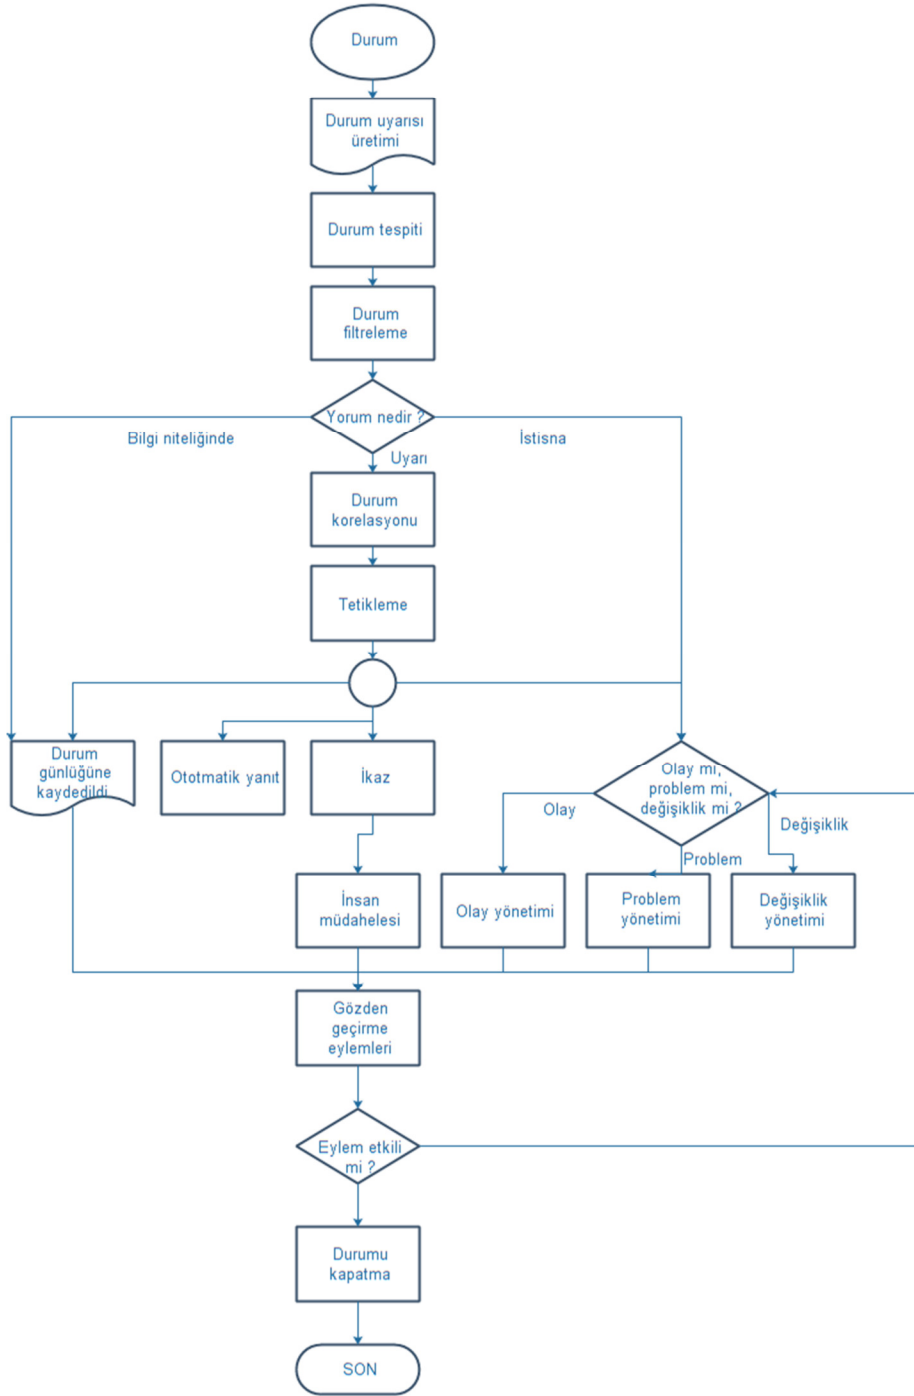 Durum
Durum uyarısı
üretimi
Durum tespiti
Durum
filtreleme
Yorum nedir ?
Bilgi niteliğinde
İstisna
Uyarı
Durum
korelasyonu
Tetikleme
Durum
günlüğüne
kaydedildi
Ototmatik yanıt
İkaz
Olay mı,
problem mi,
değişiklik mi ?
Olay
Değişiklik
Problem
İnsan
müdahelesi
Olay yönetimi
Problem
yönetimi
Değişiklik
yönetimi
Gözden
geçirme
eylemleri
Eylem etkili
mi ?
Durumu
kapatma
SON